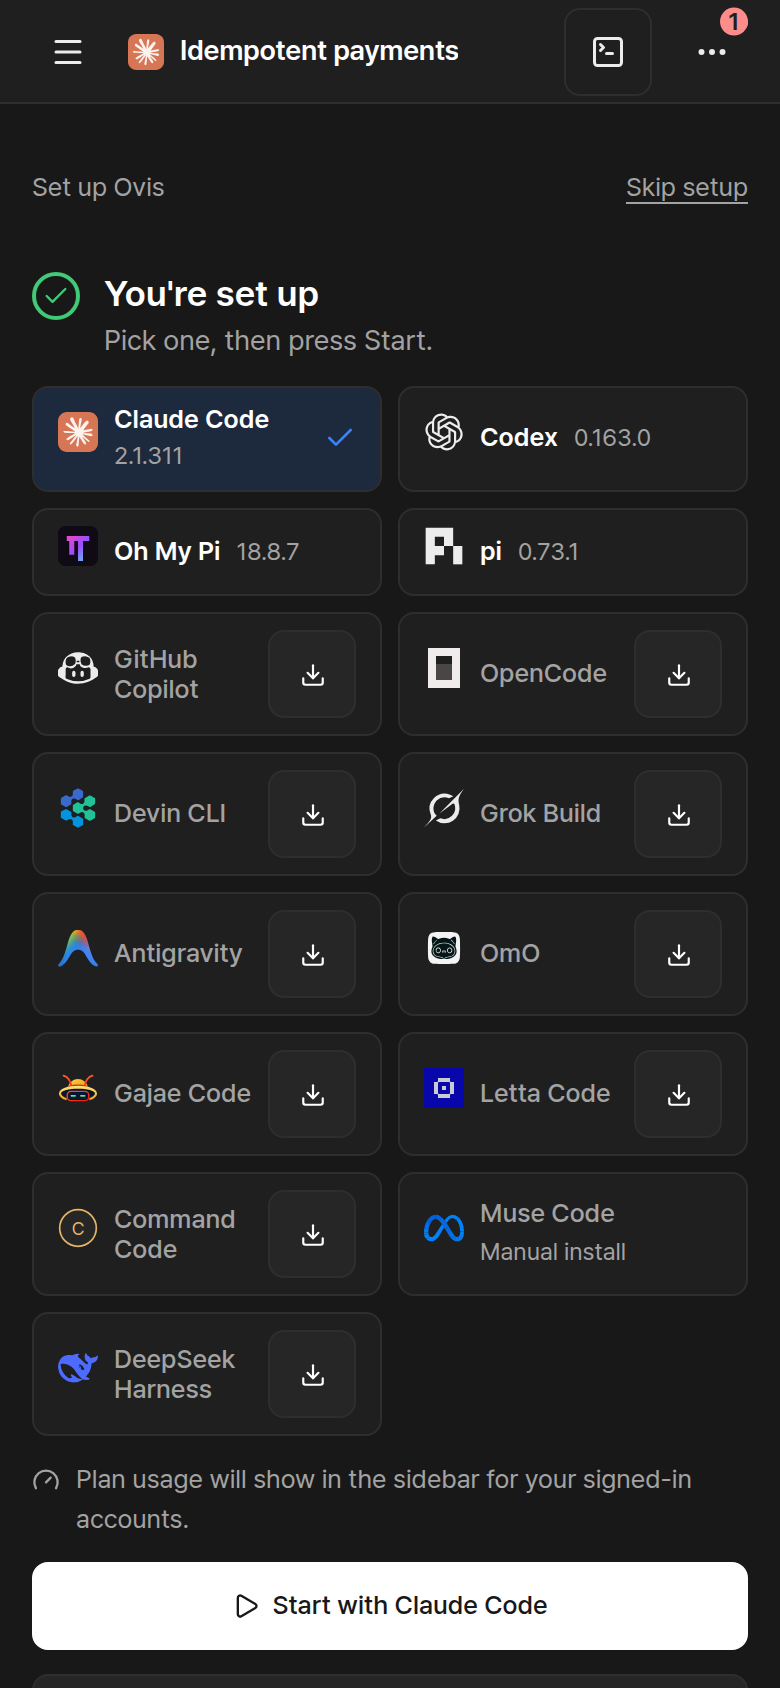 Idempotent payments
1
Set up Ovis
Skip setup
You're set up
Pick one, then press Start.
Claude Code
2.1.311
Codex 0.163.0
Oh My Pi 18.8.7
pi 0.73.1
GitHub
Copilot
OpenCode
Devin CLI
Grok Build
Antigravity
OmO
Gajae Code
Letta Code
C
Command
Code
Muse Code
Manual install
DeepSeek
Harness
Plan usage will show in the sidebar for your signed-in
accounts.
Start with Claude Code